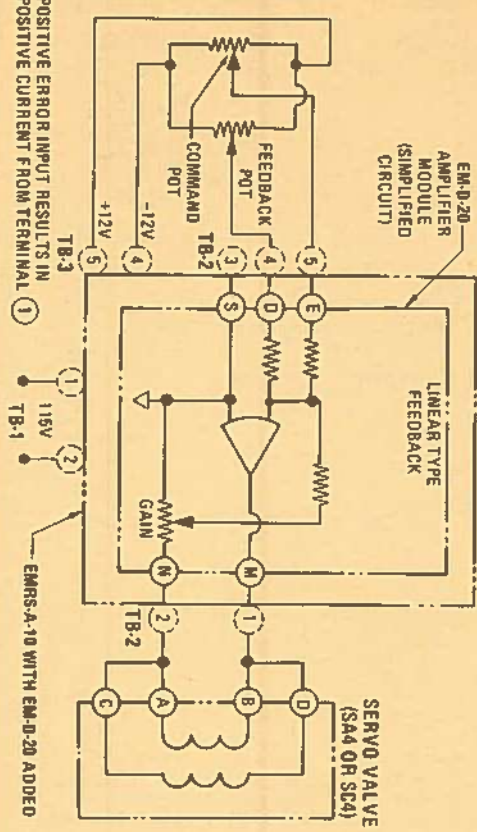 EM-D-20
AMPLIFIER
MODULE
(SIMPLIFIED
CIRCUIT)
LINEAR TYPE
FEEDBACK
SERVO VALVE
(SA4 OR SC4)
FEEDBACK
POT
COMMAND
POT
TB-2
5
4
3
E
D
S
M
N
GAIN
1
2
TB-2
D
B
A
C
-12V
+12V
TB-3
4
5
1
2
115V
TB-1
EMRS-A-10 WITH EM-D-20 ADDED
POSITIVE ERROR INPUT RESULTS IN
POSITIVE CURRENT FROM TERMINAL 1